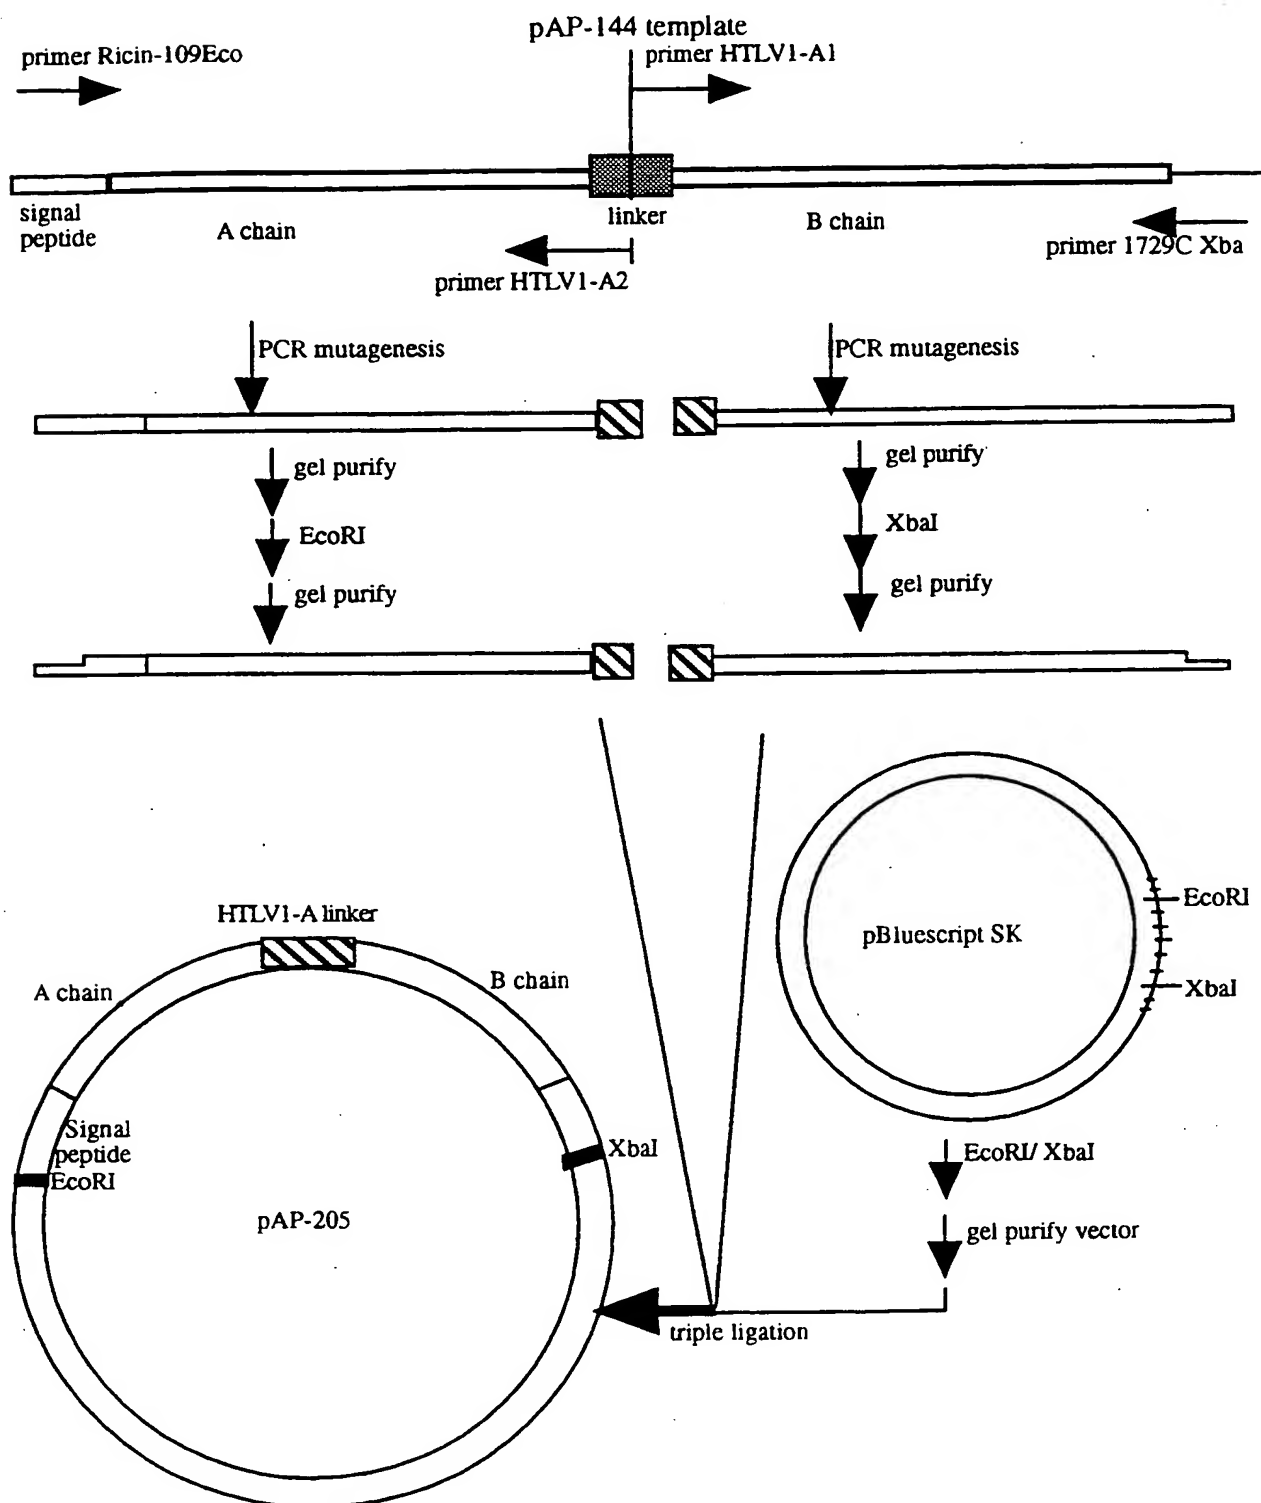 pAP-144 template
primer Ricin-109Eco
primer HTLV1-A1
signal
peptide
A chain
linker
B chain
primer 1729C Xba
primer HTLV1-A2
PCR mutagenesis
PCR mutagenesis
gel purify
gel purify
EcoRI
XbaI
gel purify
gel purify
HTLV1-A linker
A chain
B chain
pBluescript SK
EcoRI
XbaI
Signal
peptide
EcoRI
XbaI
pAP-205
EcoRI/ XbaI
gel purify vector
triple ligation